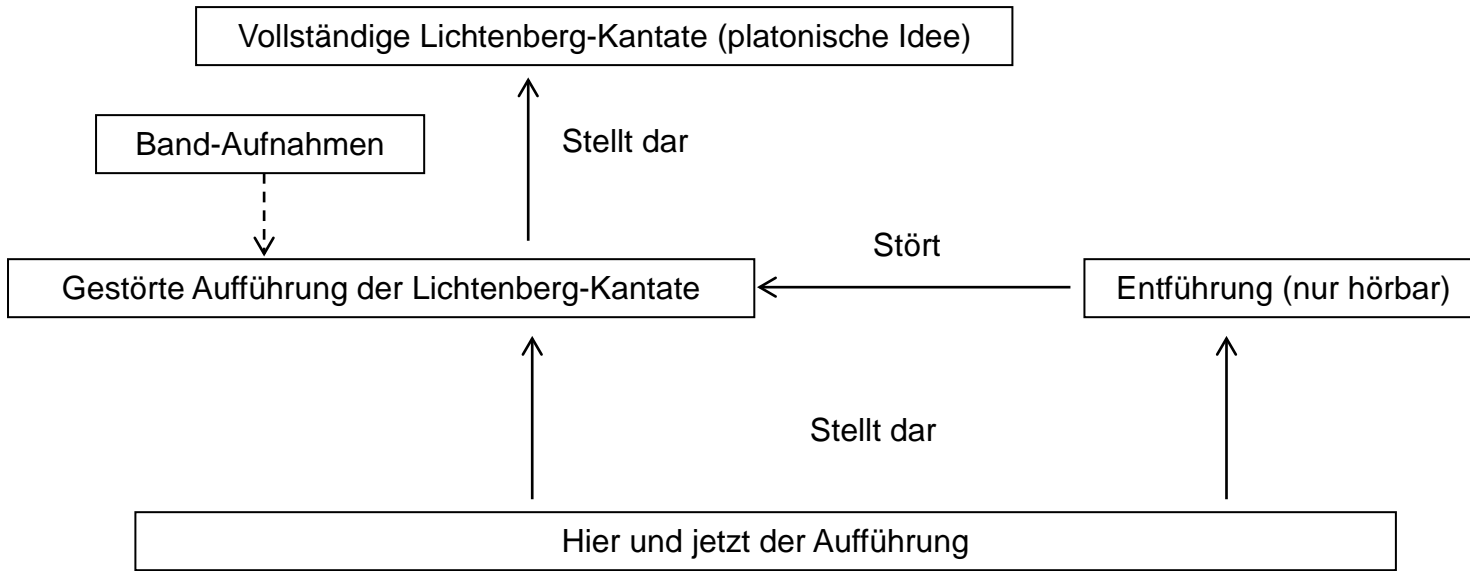 Vollständige Lichtenberg-Kantate (platonische Idee)
Band-Aufnahmen
Stellt dar
Stört
Gestörte Aufführung der Lichtenberg-Kantate
Entführung (nur hörbar)
Stellt dar
Hier und jetzt der Aufführung